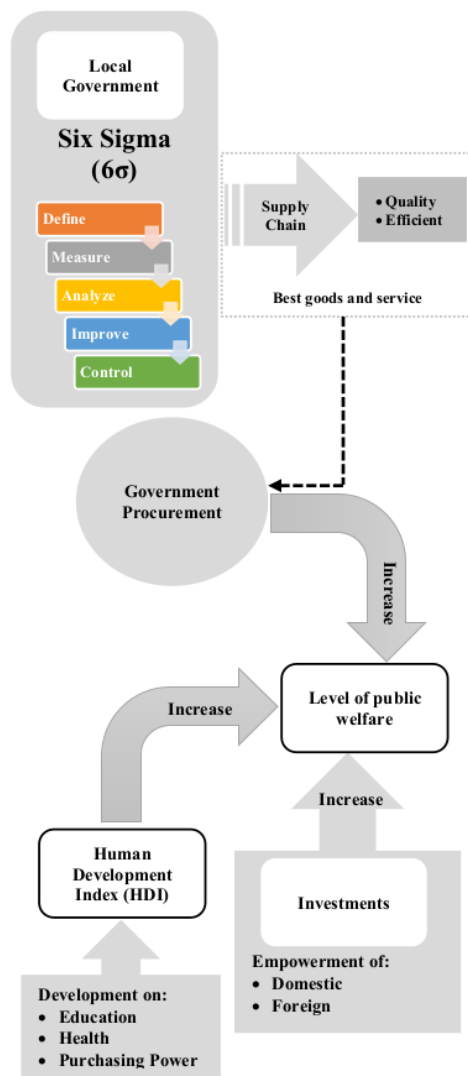 Local
Government
Six Sigma
(6σ)
Define
Measure
Analyze
Improve
Control
Supply
Chain
• Quality
• Efficient
Best goods and service
Government
Procurement
Increase
Level of public
welfare
Increase
Increase
Human
Development
Index (HDI)
Investments
Empowerment of:
• Domestic
• Foreign
Development on:
• Education
• Health
• Purchasing Power